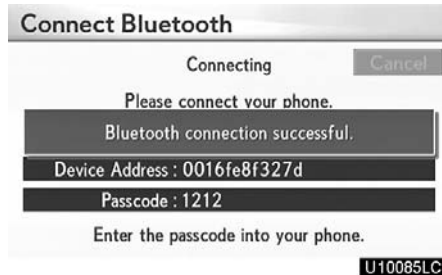 Connect Bluetooth
Connecting
Cancel
Please connect your phone.
Bluetooth connection successful.
Device Address : 0016fe8f327d
Passcode : 1212
Enter the passcode into your phone.
U10085LC